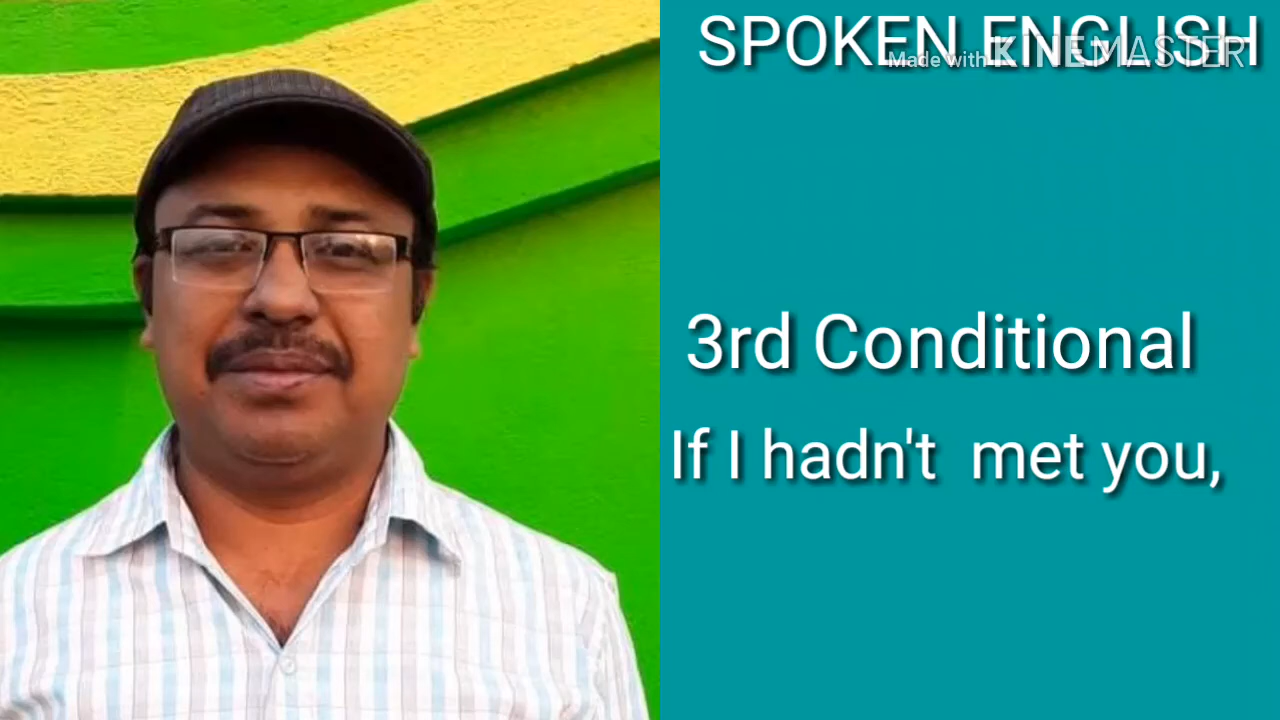 SPOKEN ENGLISH
Made with KINEMASTER
3rd Conditional
If I hadn't met you,